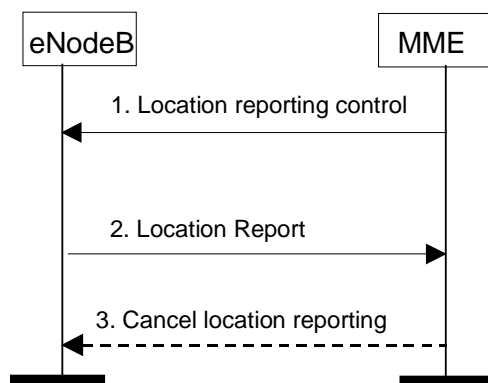 eNodeB
MME
1. Location reporting control
2. Location Report
3. Cancel location reporting